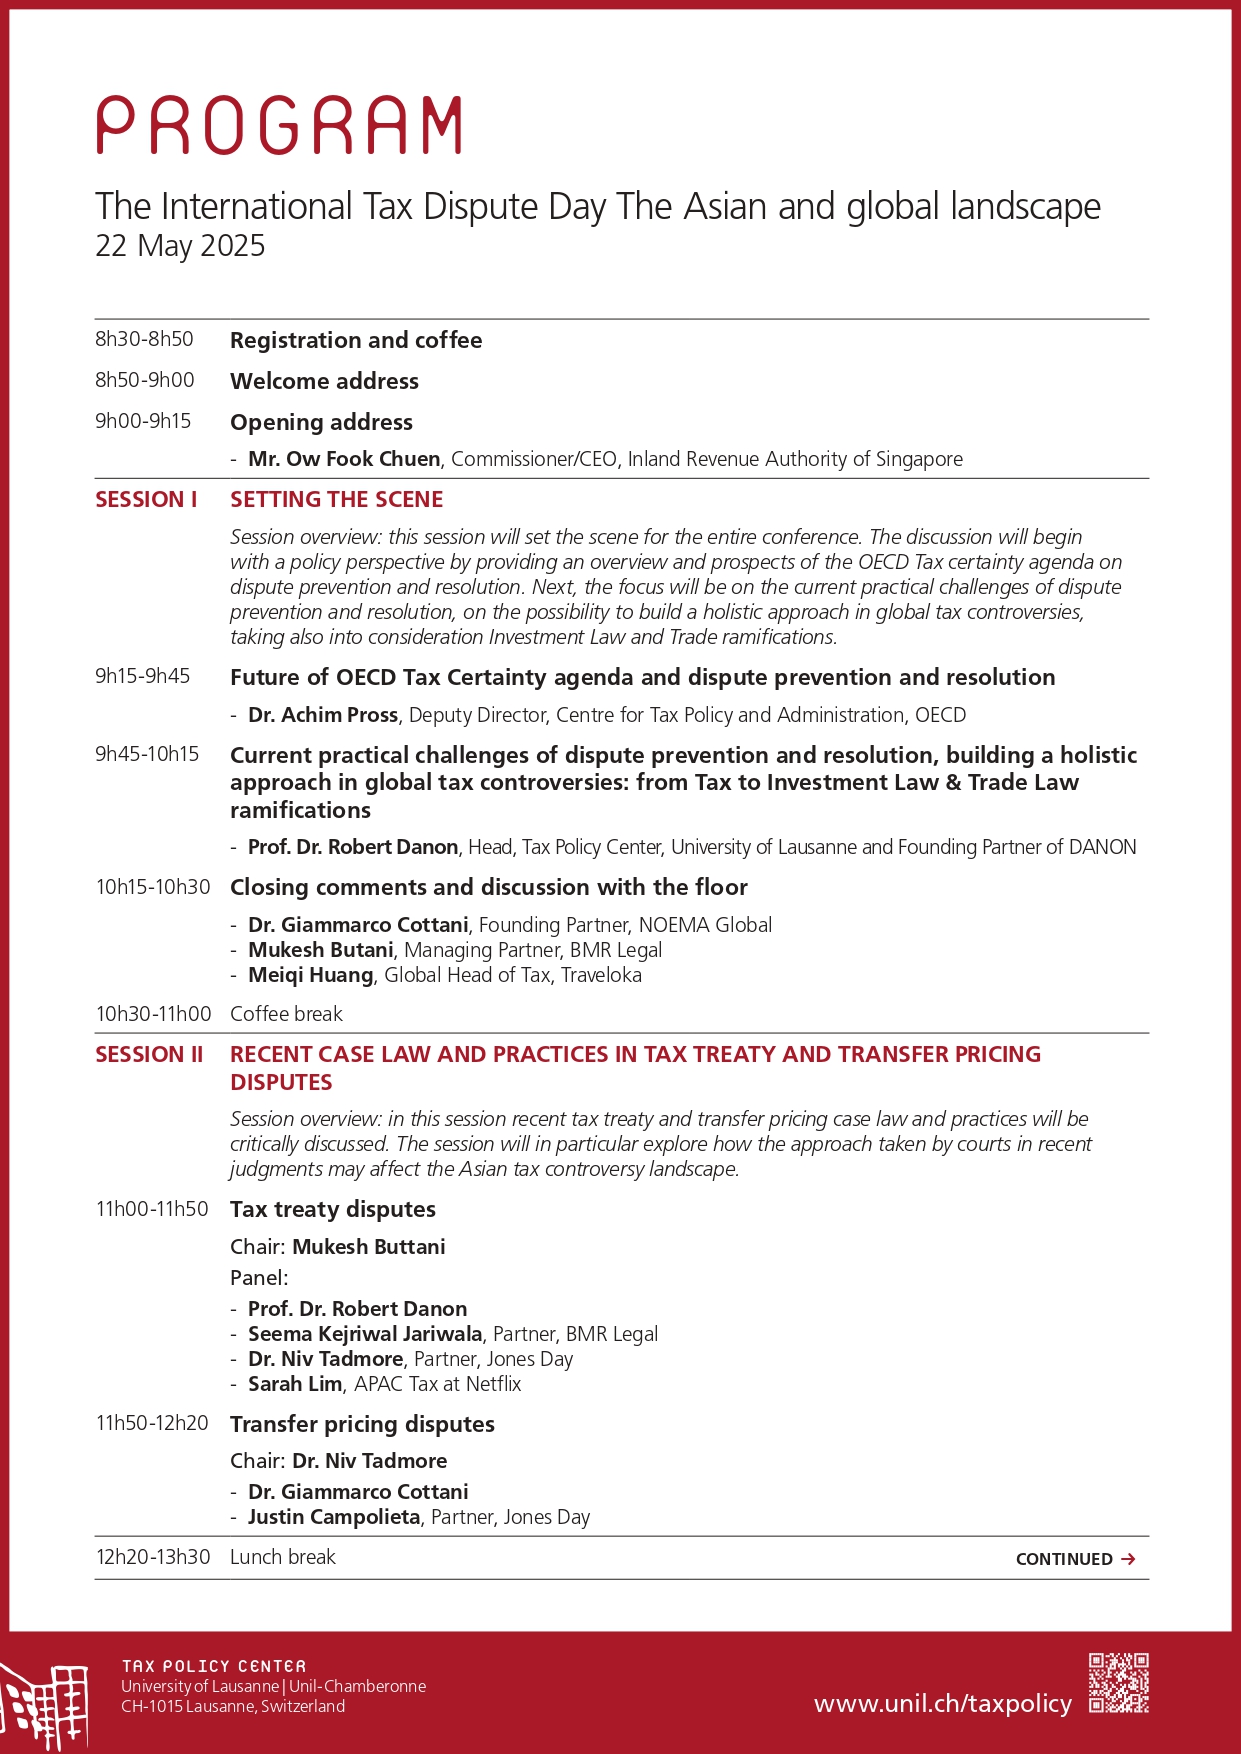 PROGRAM
The International Tax Dispute Day The Asian and global landscape
22 May 2025
8h30-8h50 Registration and coffee
8h50-9h00 Welcome address
9h00-9h15 Opening address
- Mr. Ow Fook Chuen, Commissioner/CEO, Inland Revenue Authority of Singapore
SESSION I SETTING THE SCENE
Session overview: this session will set the scene for the entire conference. The discussion will begin
with a policy perspective by providing an overview and prospects of the OECD Tax certainty agenda on
dispute prevention and resolution. Next, the focus will be on the current practical challenges of dispute
prevention and resolution, on the possibility to build a holistic approach in global tax controversies,
taking also into consideration Investment Law and Trade ramifications.
9h15-9h45 Future of OECD Tax Certainty agenda and dispute prevention and resolution
- Dr. Achim Pross, Deputy Director, Centre for Tax Policy and Administration, OECD
9h45-10h15 Current practical challenges of dispute prevention and resolution, building a holistic
approach in global tax controversies: from Tax to Investment Law & Trade Law
ramifications
- Prof. Dr. Robert Danon, Head, Tax Policy Center, University of Lausanne and Founding Partner of DANON
10h15-10h30 Closing comments and discussion with the floor
- Dr. Giammarco Cottani, Founding Partner, NOEMA Global
- Mukesh Butani, Managing Partner, BMR Legal
- Meiqi Huang, Global Head of Tax, Traveloka
10h30-11h00 Coffee break
SESSION II RECENT CASE LAW AND PRACTICES IN TAX TREATY AND TRANSFER PRICING
DISPUTES
Session overview: in this session recent tax treaty and transfer pricing case law and practices will be
critically discussed. The session will in particular explore how the approach taken by courts in recent
judgments may affect the Asian tax controversy landscape.
11h00-11h50 Tax treaty disputes
Chair: Mukesh Buttani
Panel:
- Prof. Dr. Robert Danon
- Seema Kejriwal Jariwala, Partner, BMR Legal
- Dr. Niv Tadmore, Partner, Jones Day
- Sarah Lim, APAC Tax at Netflix
11h50-12h20 Transfer pricing disputes
Chair: Dr. Niv Tadmore
- Dr. Giammarco Cottani
- Justin Campolieta, Partner, Jones Day
12h20-13h30 Lunch break CONTINUED →
TAX POLICY CENTER
University of Lausanne | Unil-Chamberonne
CH-1015 Lausanne, Switzerland
www.unil.ch/taxpolicy